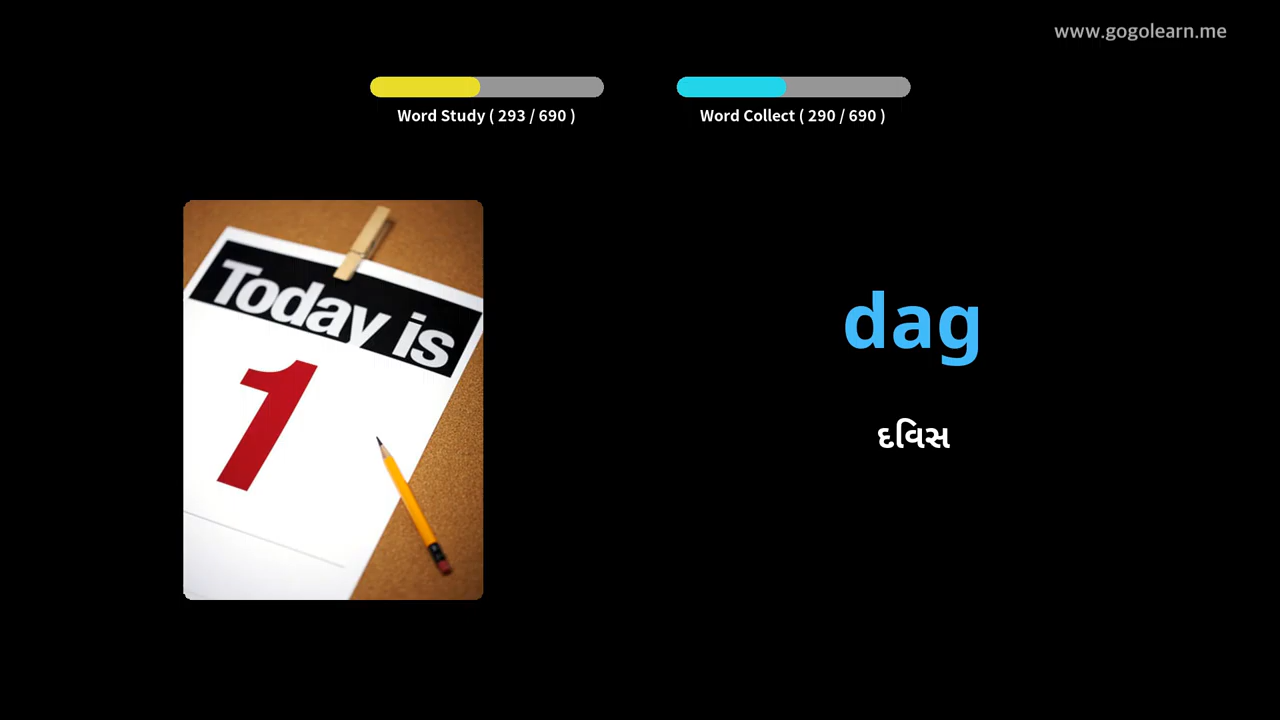 www.gogolearn.me
Word Study ( 293 / 690 )
Word Collect ( 290 / 690 )
Today is
1
dag
દિવસ